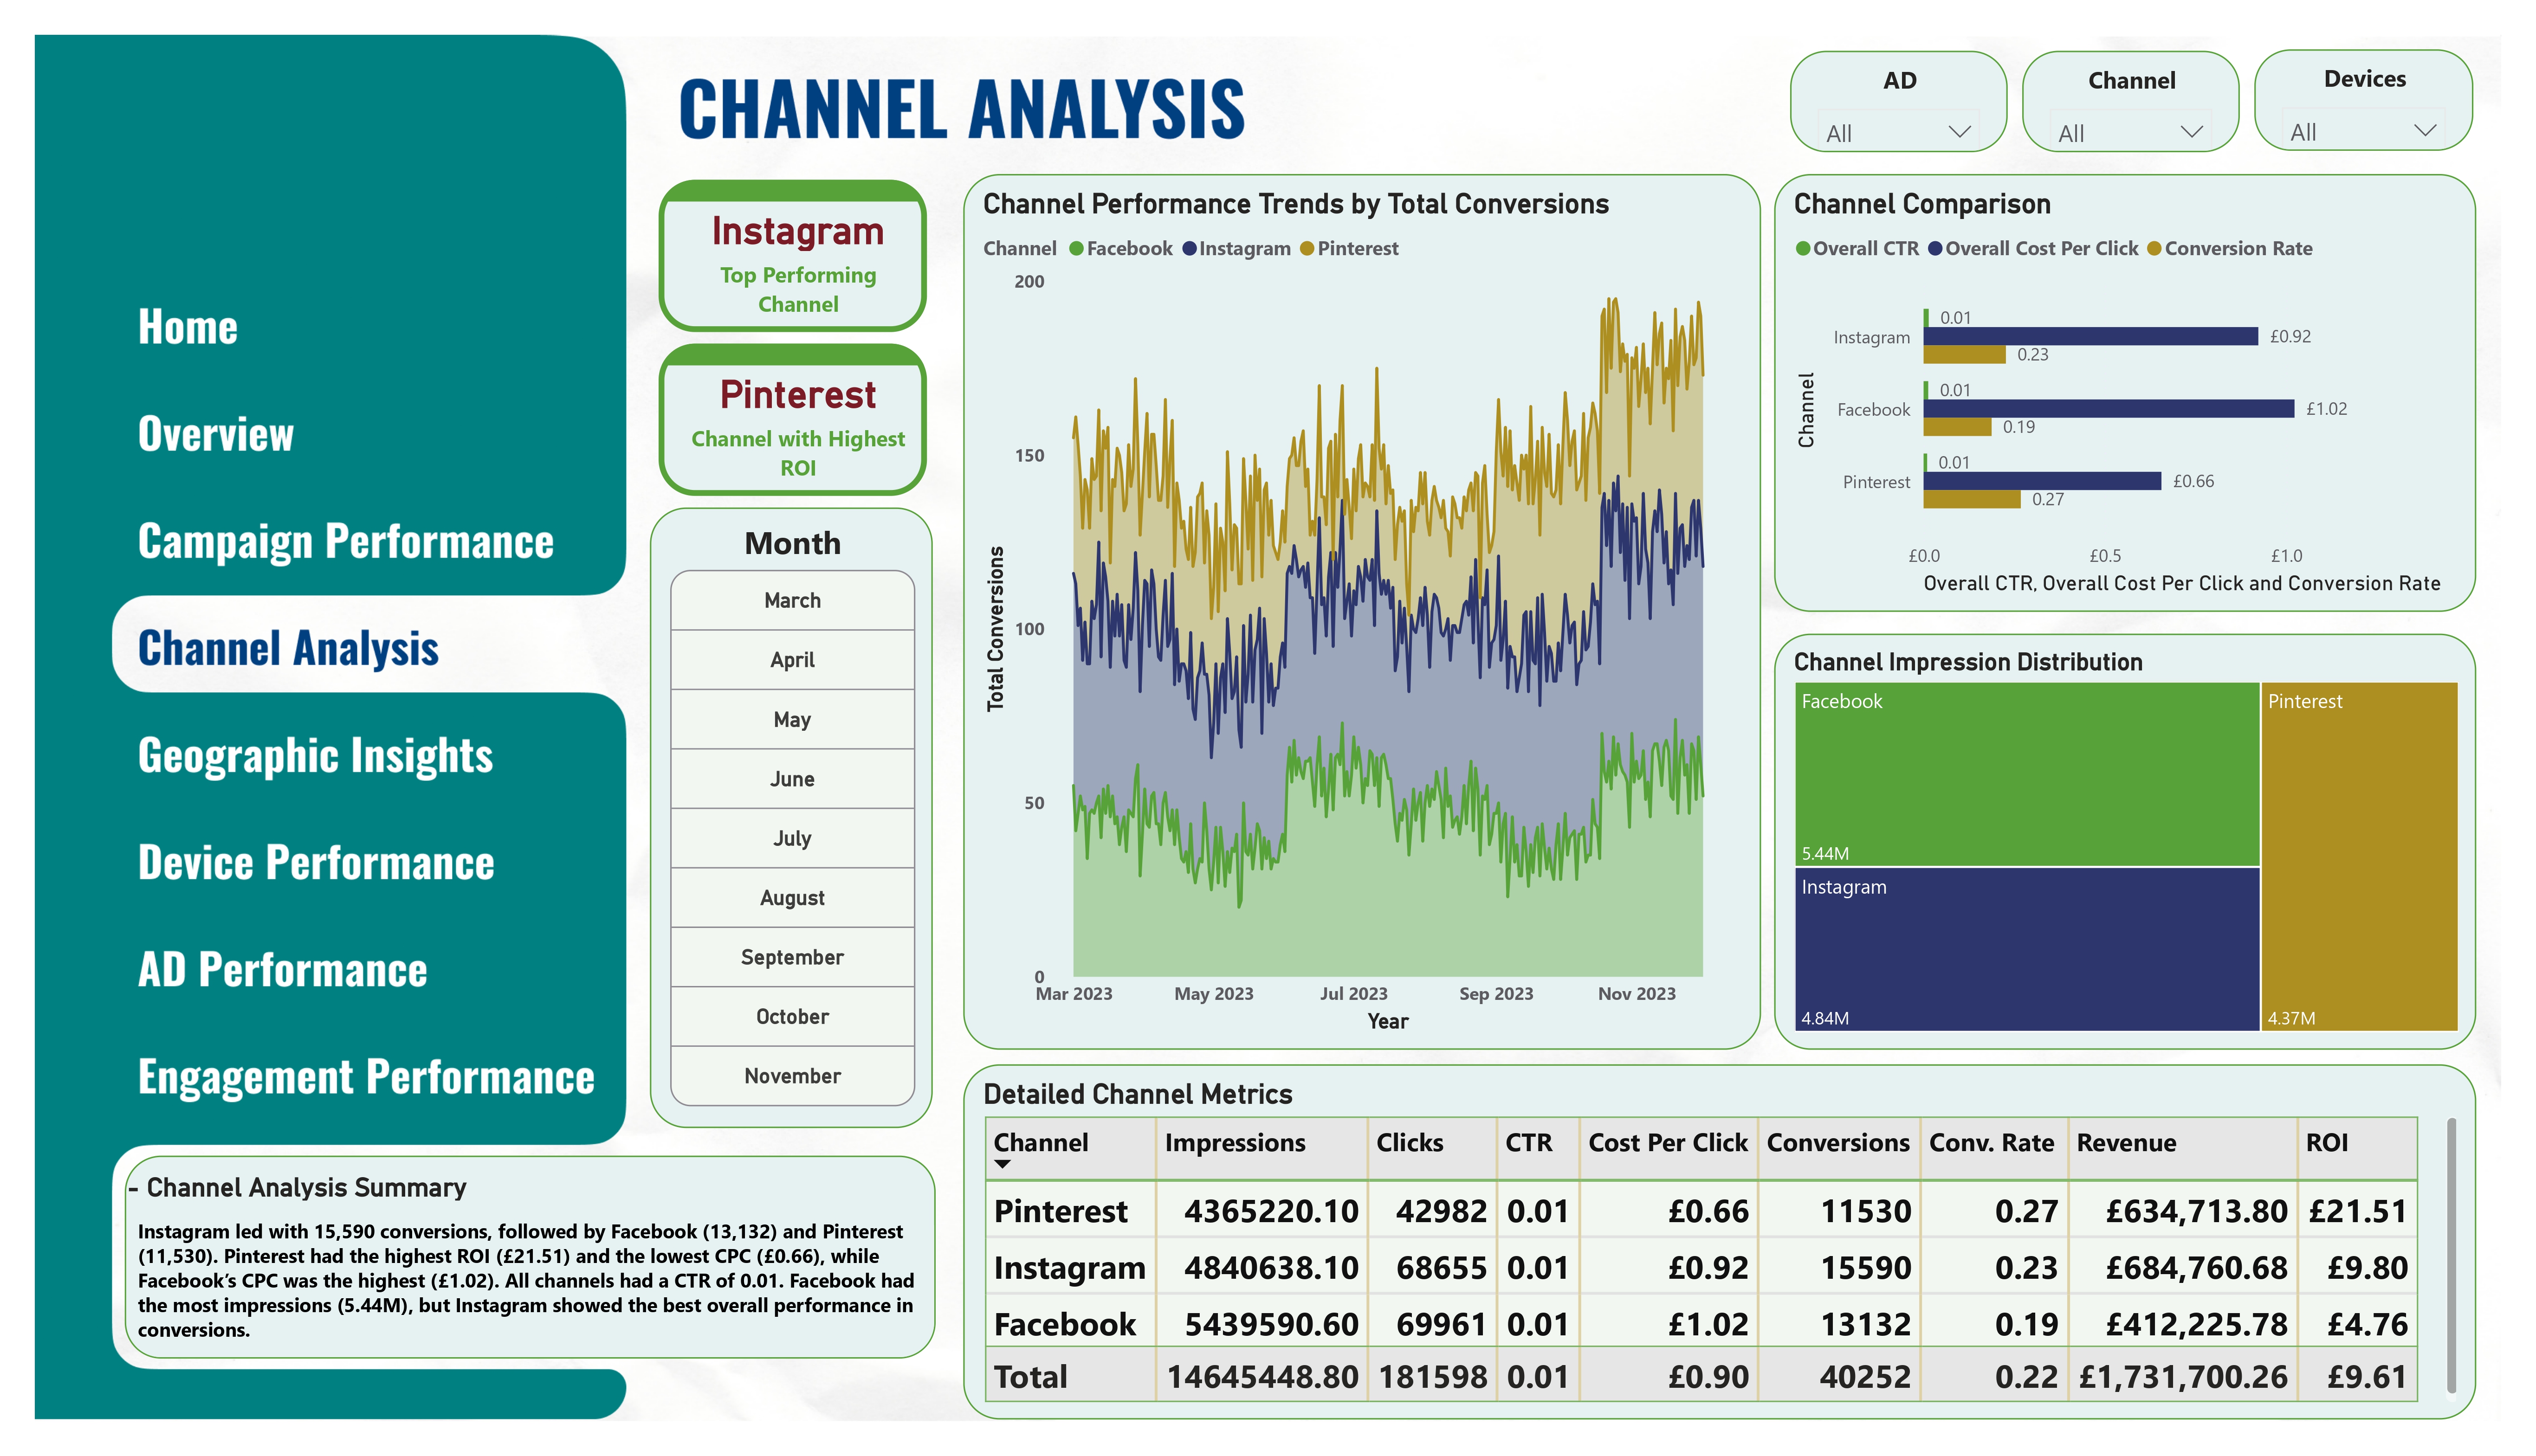 CHANNEL ANALYSIS
AD
All
Channel
All
Devices
All
Home
Overview
Campaign Performance
Channel Analysis
Geographic Insights
Device Performance
AD Performance
Engagement Performance
- Channel Analysis Summary
Instagram led with 15,590 conversions, followed by Facebook (13,132) and Pinterest
(11,530). Pinterest had the highest ROI (£21.51) and the lowest CPC (£0.66), while
Facebook’s CPC was the highest (£1.02). All channels had a CTR of 0.01. Facebook had
the most impressions (5.44M), but Instagram showed the best overall performance in
conversions.
Instagram
Top Performing
Channel
Pinterest
Channel with Highest
ROI
Month
March
April
May
June
July
August
September
October
November
Channel Performance Trends by Total Conversions
Channel Facebook Instagram Pinterest
200
150
100
50
0
Total Conversions
Mar 2023 May 2023 Jul 2023 Sep 2023 Nov 2023
Year
Channel Comparison
Overall CTR Overall Cost Per Click Conversion Rate
Channel
0.01
Instagram £0.92
0.23
0.01
Facebook £1.02
0.19
0.01
Pinterest £0.66
0.27
£0.0 £0.5 £1.0
Overall CTR, Overall Cost Per Click and Conversion Rate
Channel Impression Distribution
Facebook
5.44M
Instagram
4.84M
Pinterest
4.37M
Detailed Channel Metrics
Channel Impressions Clicks CTR Cost Per Click Conversions Conv. Rate Revenue ROI
Pinterest 4365220.10 42982 0.01 £0.66 11530 0.27 £634,713.80 £21.51
Instagram 4840638.10 68655 0.01 £0.92 15590 0.23 £684,760.68 £9.80
Facebook 5439590.60 69961 0.01 £1.02 13132 0.19 £412,225.78 £4.76
Total 14645448.80 181598 0.01 £0.90 40252 0.22 £1,731,700.26 £9.61